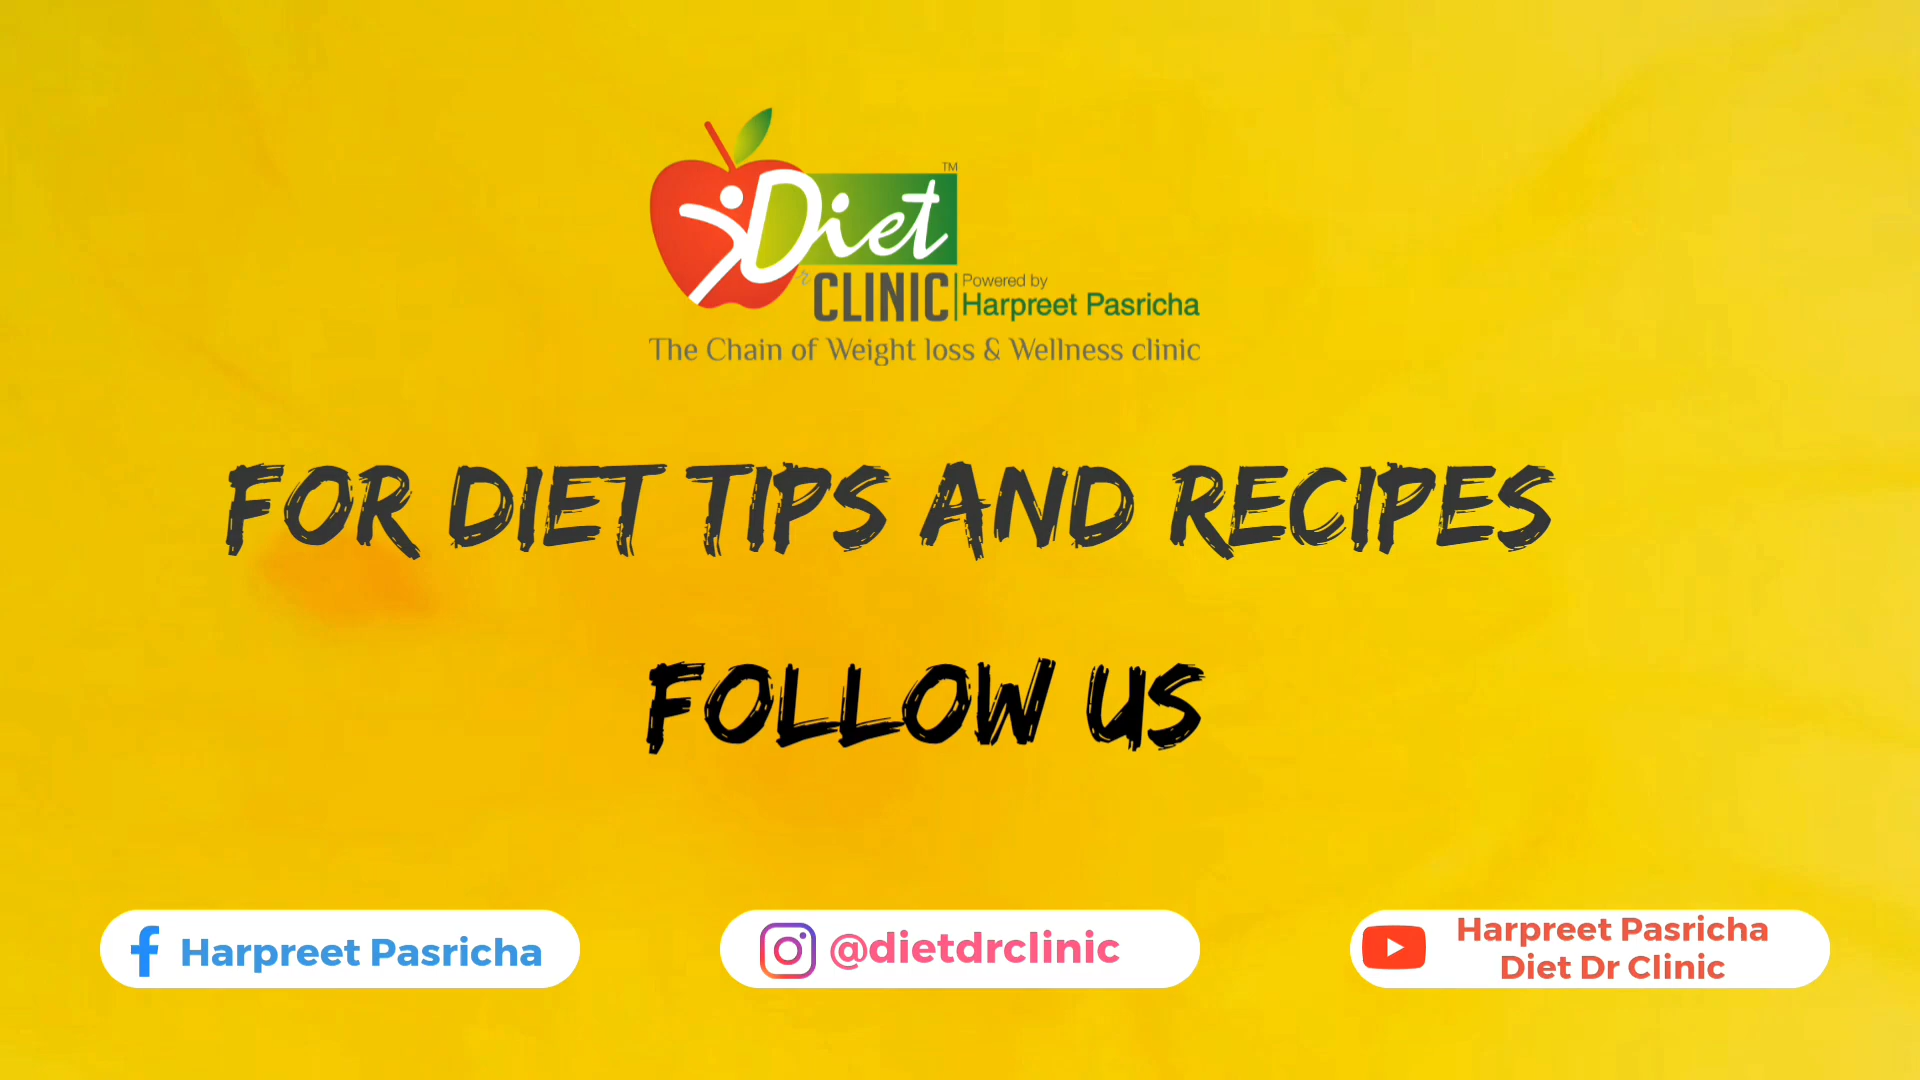 Diet
TM
r CLINIC
Powered by
Harpreet Pasricha
The Chain of Weight loss & Wellness clinic
FOR DIET TIPS AND RECIPES
FOLLOW US
Harpreet Pasricha
@dietdrclinic
Harpreet Pasricha
Diet Dr Clinic